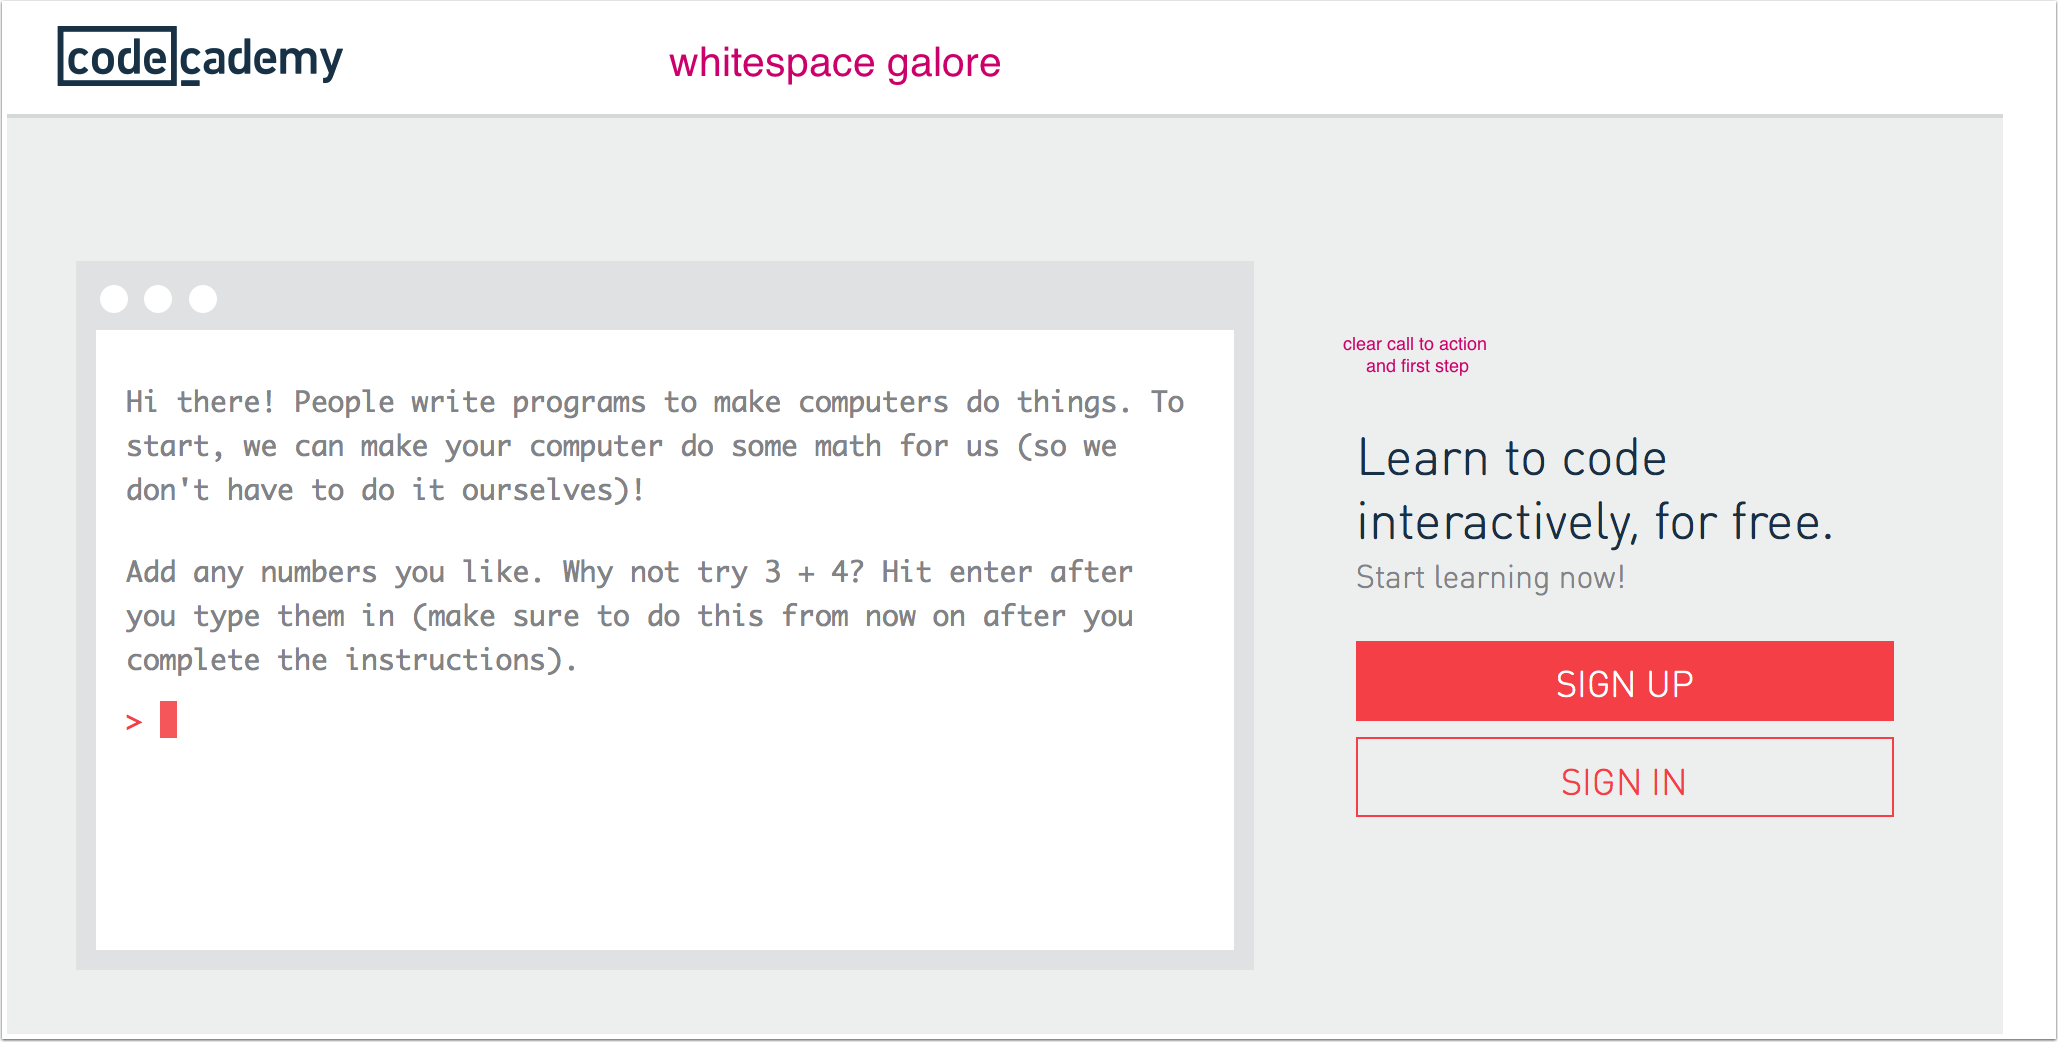 codecademy
whitespace galore
Hi there! People write programs to make computers do things. To
start, we can make your computer do some math for us (so we
don't have to do it ourselves)!
Add any numbers you like. Why not try 3 + 4? Hit enter after
you type them in (make sure to do this from now on after you
complete the instructions).
>
clear call to action
and first step
Learn to code
interactively, for free.
Start learning now!
SIGN UP
SIGN IN